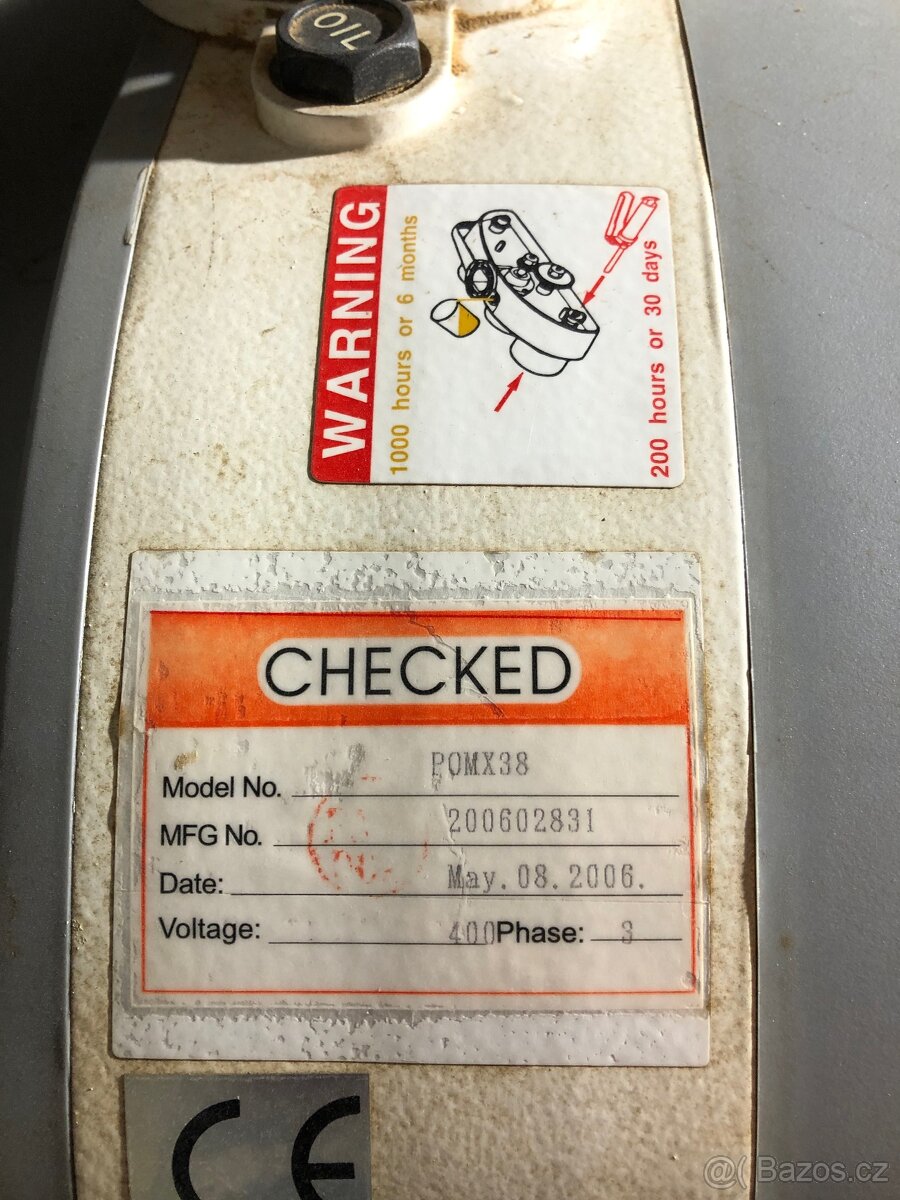 OIL
WARNING
1000 hours or 6 months
200 hours or 30 days
CHECKED
Model No. POMX38
MFG No. 200602831
Date: May.08.2006.
Voltage: 400 Phase: 3
CE
@( Bazos.cz